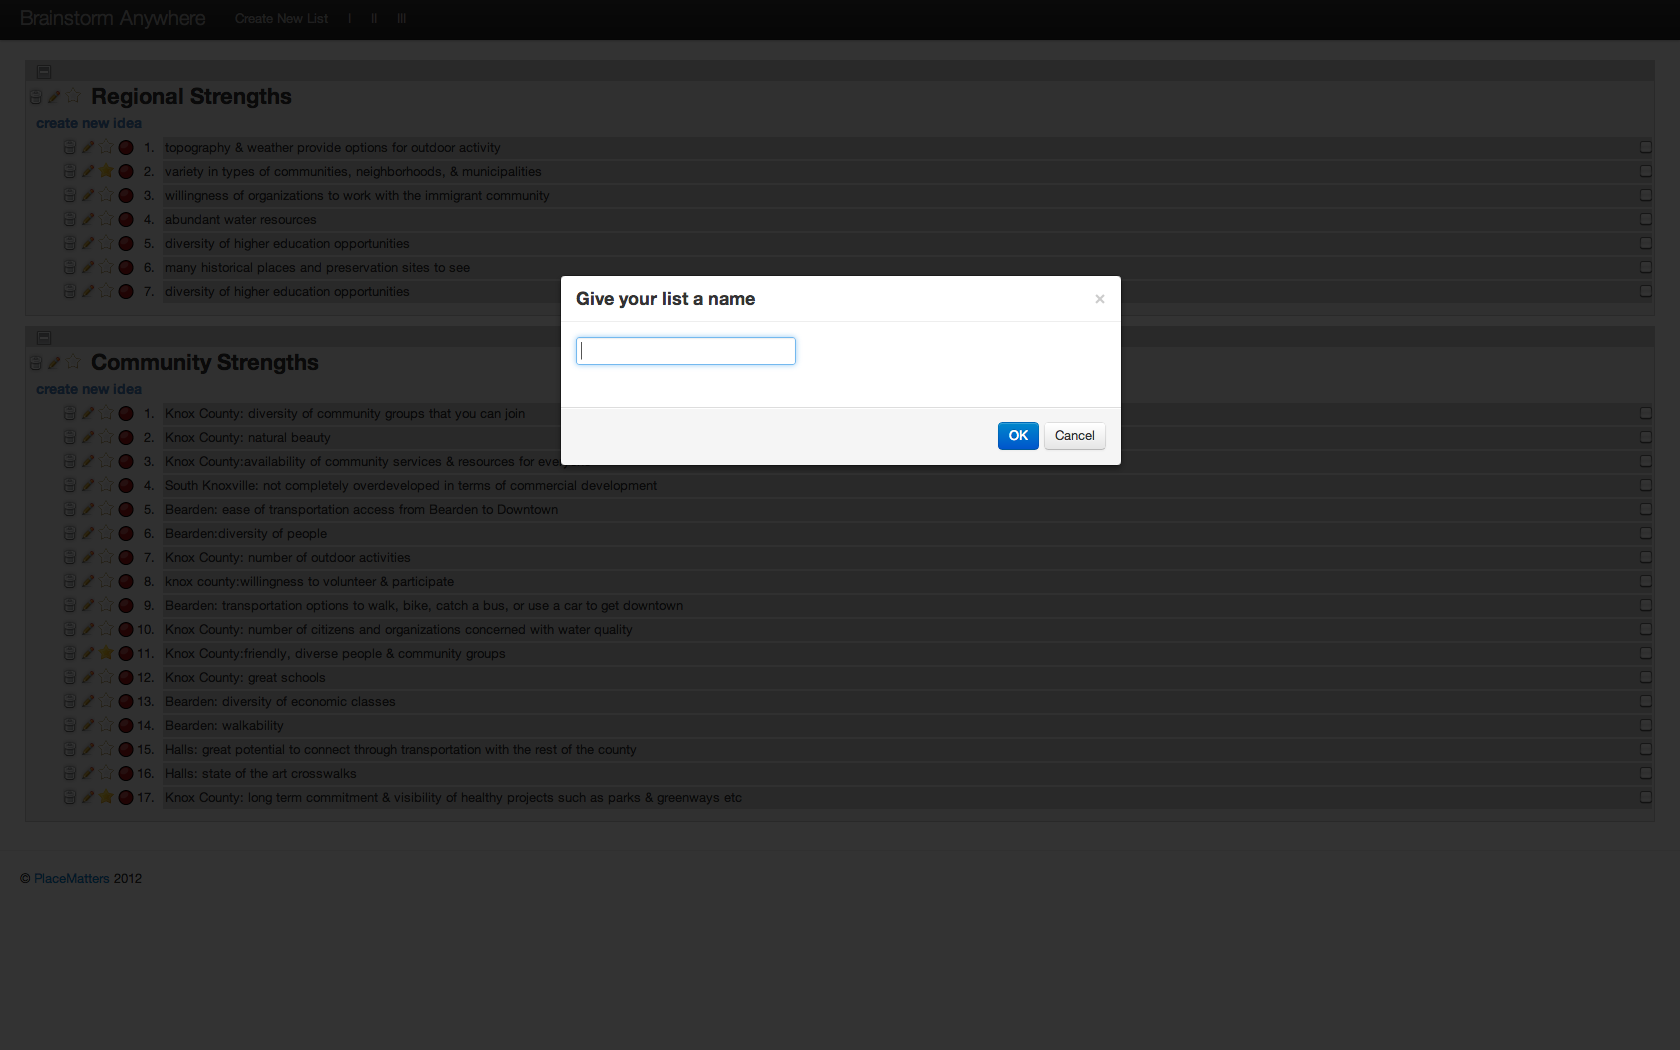 Brainstorm Anywhere Create New List I II III
Regional Strengths
create new idea
1. topography & weather provide options for outdoor activity
2. variety in types of communities, neighborhoods, & municipalities
3. willingness of organizations to work with the immigrant community
4. abundant water resources
5. diversity of higher education opportunities
6. many historical places and preservation sites to see
7. diversity of higher education opportunities
Give your list a name ×
OK Cancel
Community Strengths
create new idea
1. Knox County: diversity of community groups that you can join
2. Knox County: natural beauty
3. Knox County:availability of community services & resources for
4. South Knoxville: not completely overdeveloped in terms of commercial development
5. Bearden: ease of transportation access from Bearden to Downtown
6. Bearden:diversity of people
7. Knox County: number of outdoor activities
8. knox county:willingness to volunteer & participate
9. Bearden: transportation options to walk, bike, catch a bus, or use a car to get downtown
10. Knox County: number of citizens and organizations concerned with water quality
11. Knox County:friendly, diverse people & community groups
12. Knox County: great schools
13. Bearden: diversity of economic classes
14. Bearden: walkability
15. Halls: great potential to connect through transportation with the rest of the county
16. Halls: state of the art crosswalks
17. Knox County: long term commitment & visibility of healthy projects such as parks & greenways etc
© PlaceMatters 2012